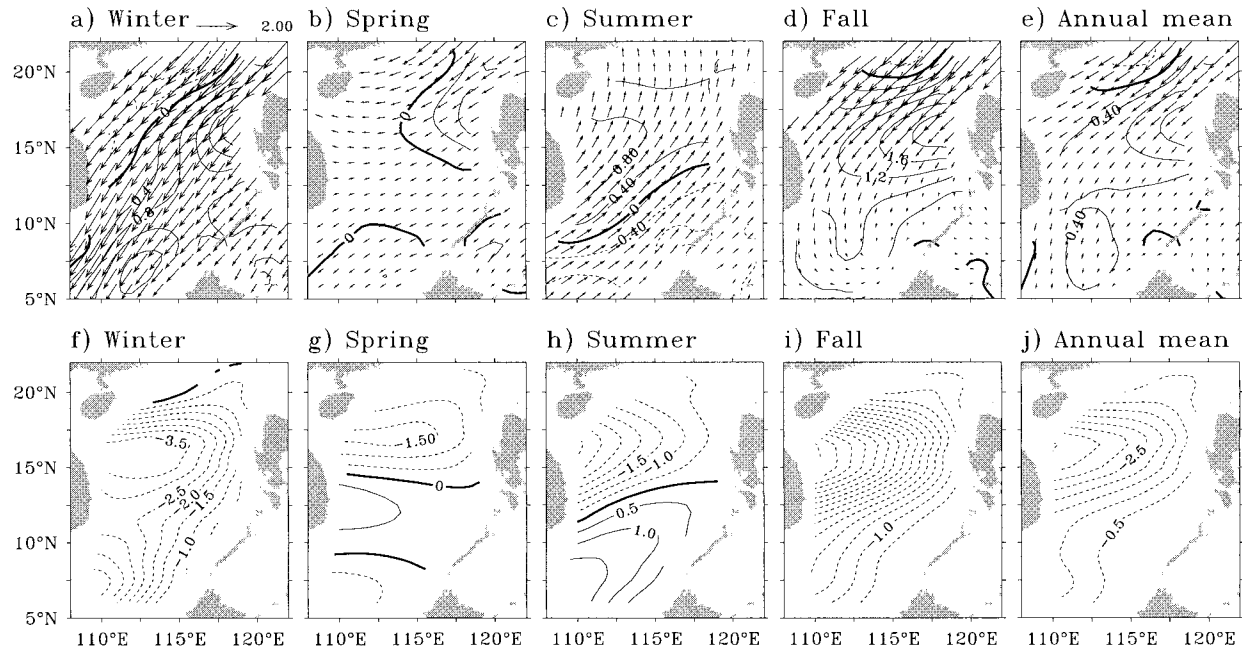 a) Winter 2.00 b) Spring c) Summer d) Fall e) Annual mean
20°N
15°N
10°N
5°N
0
0.4
0.8
0
0
0.80
0.40
0
-0.40
1.6
1.2
0.40
0.40
f) Winter g) Spring h) Summer i) Fall j) Annual mean
20°N
15°N
10°N
5°N
-3.5
-2.5
-2.0
-1.5
-1.0
-1.50
0
-1.5
-1.0
0.5
1.0
-1.0
-2.5
-0.5
110°E 115°E 120°E 110°E 115°E 120°E 110°E 115°E 120°E 110°E 115°E 120°E 110°E 115°E 120°E